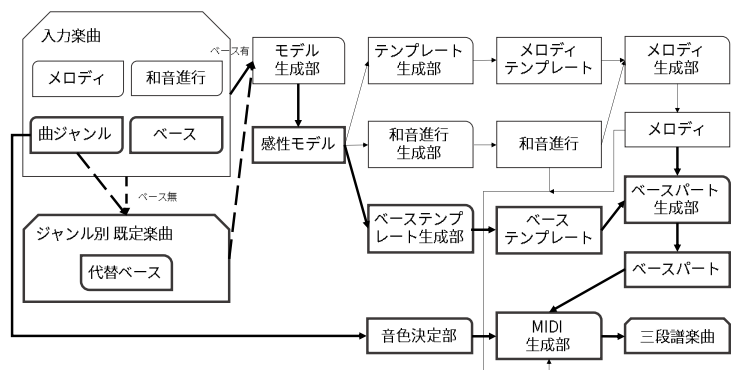 入力楽曲
メロディ
和音進行
曲ジャンル
ベース
ベース有
ベース無
ジャンル別 既定楽曲
代替ベース
モデル
生成部
感性モデル
テンプレート
生成部
メロディ
テンプレート
メロディ
生成部
和音進行
生成部
和音進行
メロディ
ベーステンプ
レート生成部
ベース
テンプレート
ベースパート
生成部
ベースパート
音色決定部
MIDI
生成部
三段譜楽曲